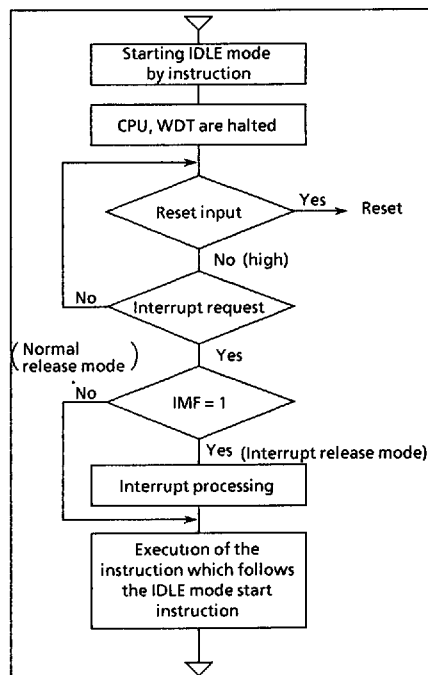 Starting IDLE mode
by instruction
CPU, WDT are halted
Reset input
Yes
Reset
No (high)
No
Interrupt request
(Normal
release mode)
Yes
No
IMF = 1
Yes (Interrupt release mode)
Interrupt processing
Execution of the
instruction which follows
the IDLE mode start
instruction